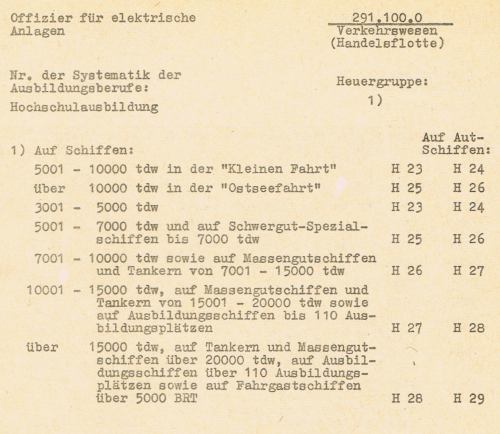 Offizier für elektrische 291.100.0
Anlagen Verkehrswesen
(Handelsflotte)
Nr. der Systematik der
Ausbildungsberufe: Heuergruppe:
Hochschulausbildung 1)
Auf Aut-
1) Auf Schiffen: Schiffen:
5001 - 10000 tdw in der "Kleinen Fahrt" H 23 H 24
über 10000 tdw in der "Ostseefahrt" H 25 H 26
3001 - 5000 tdw H 23 H 24
5001 - 7000 tdw und auf Schwergut-Spezial-
schiffen bis 7000 tdw H 25 H 26
7001 - 10000 tdw sowie auf Massengutschiffen
und Tankern von 7001 - 15000 tdw H 26 H 27
10001 - 15000 tdw, auf Massengutschiffen und
Tankern von 15001 - 20000 tdw sowie
auf Ausbildungsschiffen bis 110 Aus-
bildungsplätzen H 27 H 28
über 15000 tdw, auf Tankern und Massengut-
schiffen über 20000 tdw, auf Ausbil-
dungsschiffen über 110 Ausbildungs-
plätzen sowie auf Fahrgastschiffen
über 5000 BRT H 28 H 29